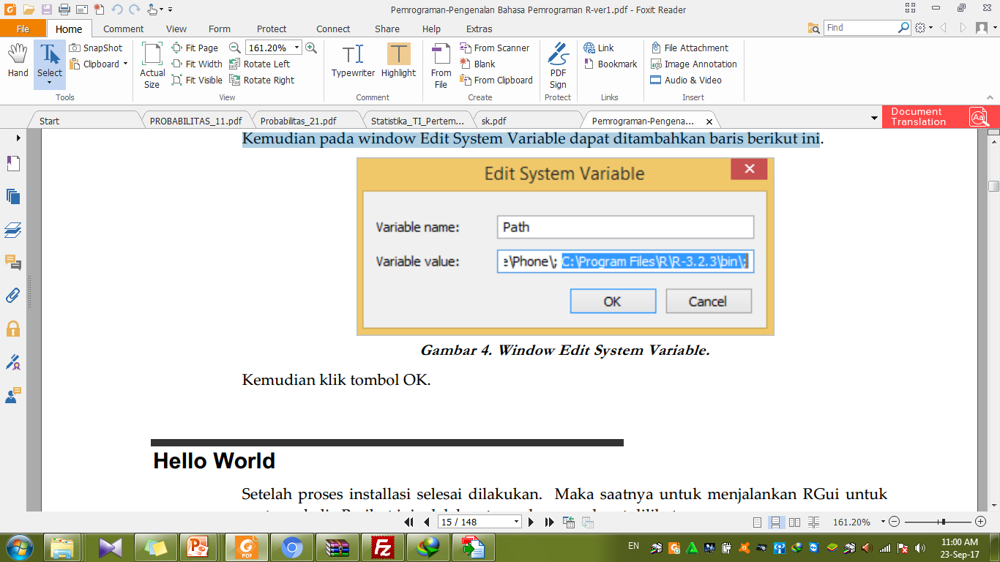 Pemrograman-Pengenalan Bahasa Pemrograman R-ver1.pdf - Foxit Reader
File Home Comment View Form Protect Connect Share Help Extras
Find
Hand
Select
SnapShot
Clipboard
Tools
Actual Size
Fit Page
Fit Width
Fit Visible
161.20%
Rotate Left
Rotate Right
View
Typewriter
Highlight
Comment
From File
From Scanner
Blank
From Clipboard
Create
PDF Sign
Protect
Link
Bookmark
Links
File Attachment
Image Annotation
Audio & Video
Insert
Start
PROBABILITAS_11.pdf
Probabilitas_21.pdf
Statistika_TI_Pertem...
sk.pdf
Pemrograman-Pengena...
Document Translation
Kemudian pada window Edit System Variable dapat ditambahkan baris berikut ini.
Edit System Variable
Variable name: Path
Variable value: e\Phone\; C:\Program Files\R\R-3.2.3\bin\;
OK Cancel
Gambar 4. Window Edit System Variable.
Kemudian klik tombol OK.
Hello World
Setelah proses installasi selesai dilakukan. Maka saatnya untuk menjalankan RGui untuk
15 / 148
161.20%
EN
11:00 AM
23-Sep-17